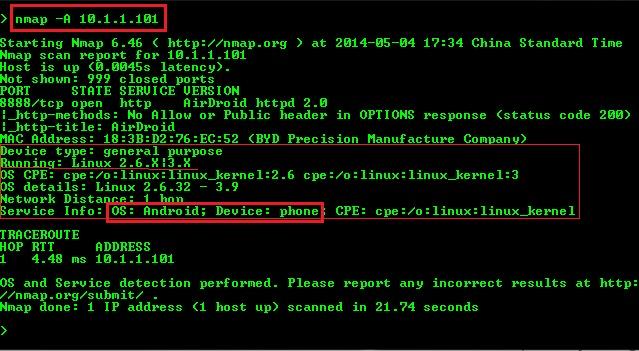 > nmap -A 10.1.1.101
Starting Nmap 6.46 ( http://nmap.org ) at 2014-05-04 17:34 China Standard Time
Nmap scan report for 10.1.1.101
Host is up (0.0045s latency).
Not shown: 999 closed ports
PORT     STATE SERVICE VERSION
8888/tcp open  http    AirDroid httpd 2.0
|_http-methods: No Allow or Public header in OPTIONS response (status code 200)
|_http-title: AirDroid
MAC Address: 18:3B:D2:76:EC:52 (BYD Precision Manufacture Company)
Device type: general purpose
Running: Linux 2.6.X|3.X
OS CPE: cpe:/o:linux:linux_kernel:2.6 cpe:/o:linux:linux_kernel:3
OS details: Linux 2.6.32 - 3.9
Network Distance: 1 hop
Service Info: OS: Android; Device: phone; CPE: cpe:/o:linux:linux_kernel
TRACEROUTE
HOP RTT     ADDRESS
1   4.48 ms 10.1.1.101
OS and Service detection performed. Please report any incorrect results at http:
//nmap.org/submit/ .
Nmap done: 1 IP address (1 host up) scanned in 21.74 seconds
>